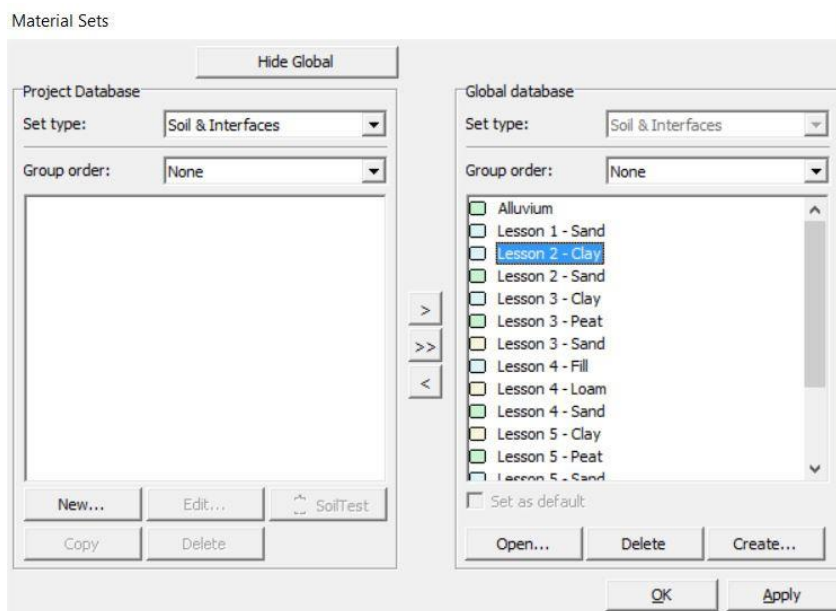 Material Sets
Hide Global
Project Database
Set type:
Soil & Interfaces
Group order:
None
>
>>
<
New...
Edit...
SoilTest
Copy
Delete
Global database
Set type:
Soil & Interfaces
Group order:
None
Alluvium
Lesson 1 - Sand
Lesson 2 - Clay
Lesson 2 - Sand
Lesson 3 - Clay
Lesson 3 - Peat
Lesson 3 - Sand
Lesson 4 - Fill
Lesson 4 - Loam
Lesson 4 - Sand
Lesson 5 - Clay
Lesson 5 - Peat
Lesson 5 - Sand
Set as default
Open...
Delete
Create...
OK
Apply